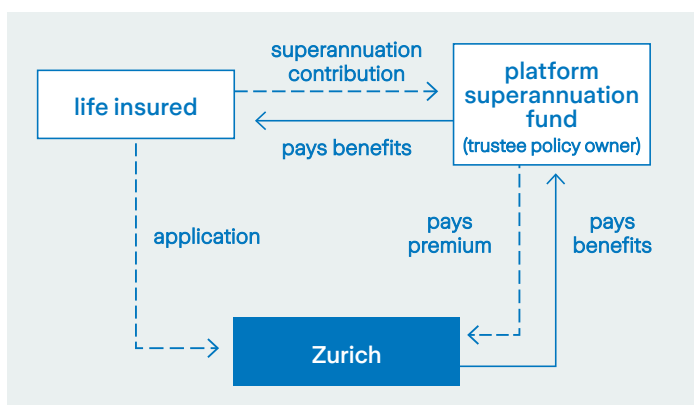 superannuation
contribution
life insured
platform
superannuation
fund
(trustee policy owner)
pays benefits
application
pays
premium
pays
benefits
Zurich